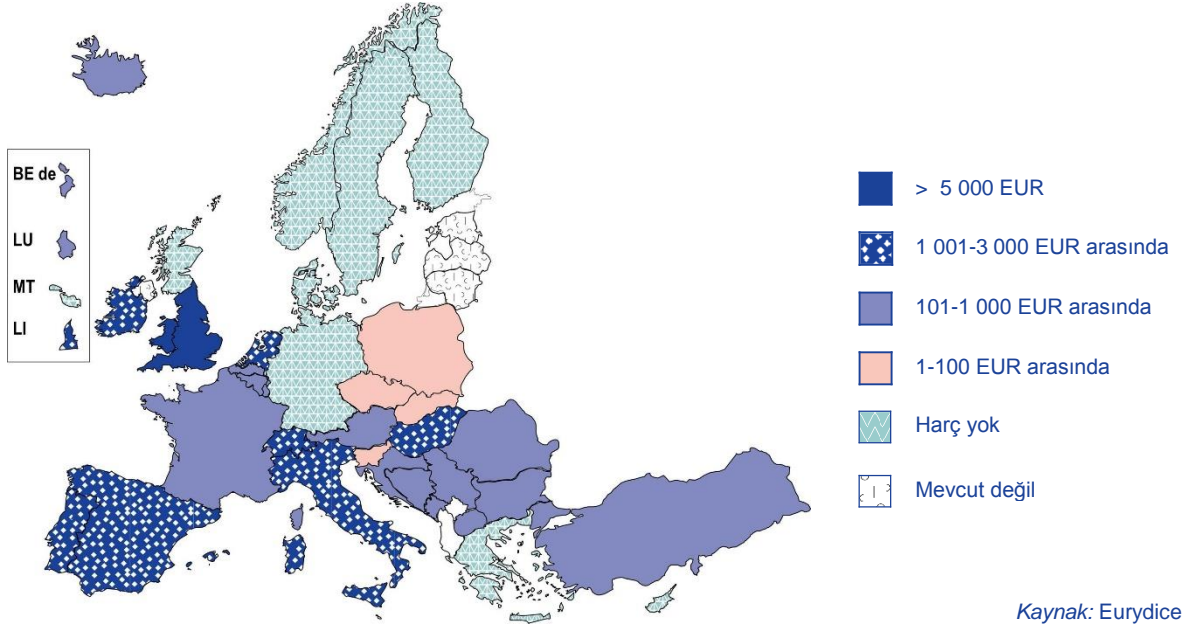 BE de
LU
MT
LI
> 5 000 EUR
1 001-3 000 EUR arasında
101-1 000 EUR arasında
1-100 EUR arasında
Harç yok
Mevcut değil
Kaynak: Eurydice